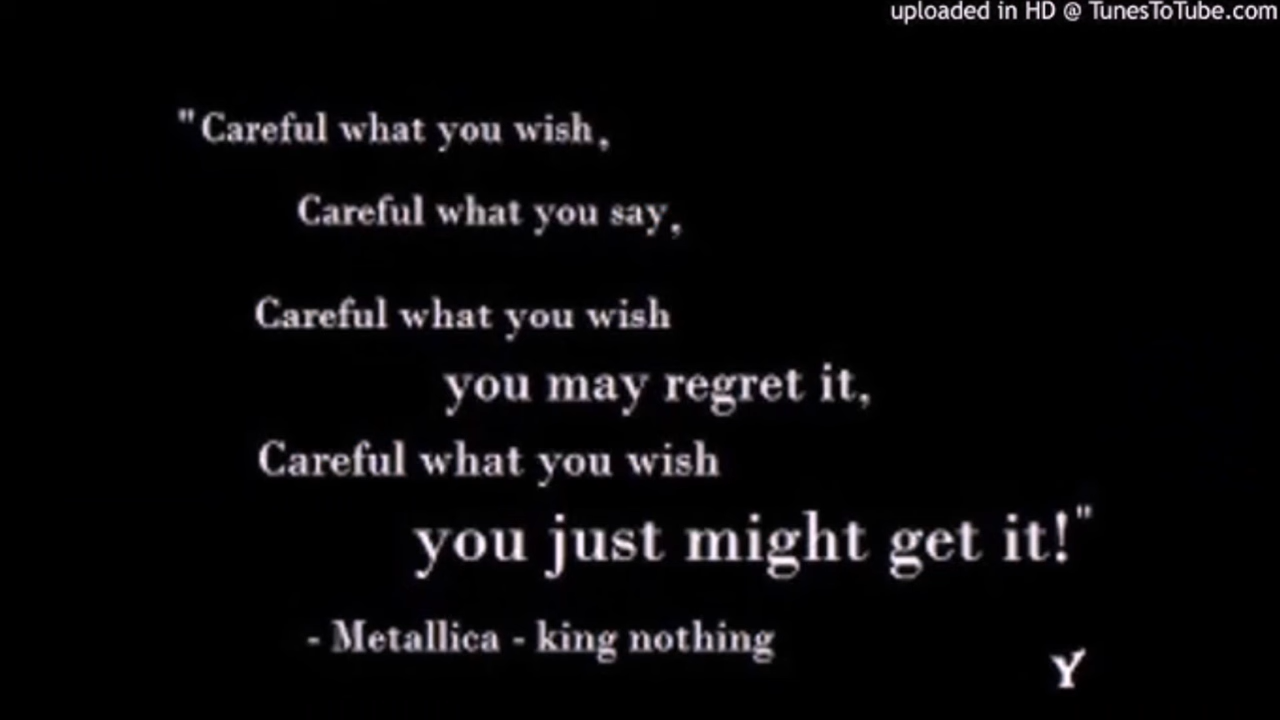 uploaded in HD @ TunesToTube.com
"Careful what you wish,
Careful what you say,
Careful what you wish
you may regret it,
Careful what you wish
you just might get it!"
- Metallica - king nothing
Y